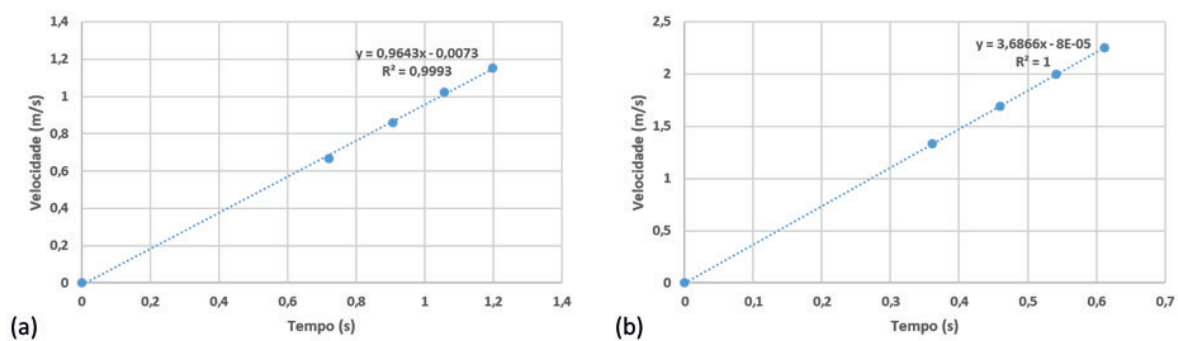 1,4
1,2
1
0,8
0,6
0,4
0,2
0
Velocidade (m/s)
y = 0,9643x - 0,0073
R² = 0,9993
0 0,2 0,4 0,6 0,8 1 1,2 1,4
Tempo (s)
(a)
2,5
2
1,5
1
0,5
0
Velocidade (m/s)
y = 3,6866x - 8E-05
R² = 1
0 0,1 0,2 0,3 0,4 0,5 0,6 0,7
Tempo (s)
(b)